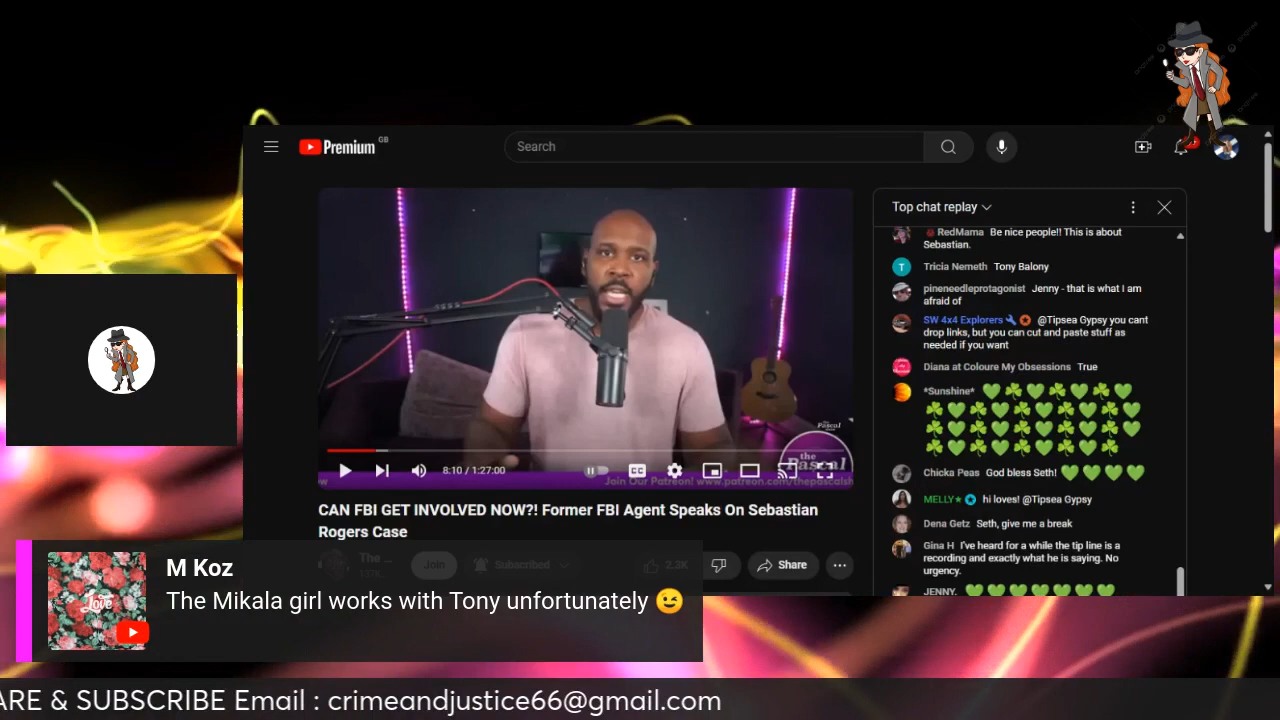 Premium GB
Search
Top chat replay
RedMama Be nice people!! This is about
Sebastian.
T
Tricia Nemeth Tony Balony
pineneedleprotagonist Jenny - that is what I am
afraid of
SW 4x4 Explorers @Tipsea Gypsy you cant
drop links, but you can cut and paste stuff as
needed if you want
Diana at Coloure My Obsessions True
*Sunshine* 💚☘💚☘💚☘💚
☘💚☘💚☘💚☘💚☘💚
☘💚☘💚☘💚☘💚☘💚
☘💚☘💚☘💚☘💚☘
Chicka Peas God bless Seth! 💚💚💚💚
MELLY★ hi loves! @Tipsea Gypsy
Dena Getz Seth, give me a break
Gina H I've heard for a while the tip line is a
recording and exactly what he is saying. No
urgency.
JENNY. 💚💚💚💚💚💚💚
the
Pascal
8:10 / 1:27:00
CC
Join Our Patreon! www.patreon.com/thepascalsh
CAN FBI GET INVOLVED NOW?! Former FBI Agent Speaks On Sebastian
Rogers Case
The ...
Join
Subscribed
2.3K
Share
Love
M Koz
The Mikala girl works with Tony unfortunately 😉
ARE & SUBSCRIBE Email : crimeandjustice66@gmail.com